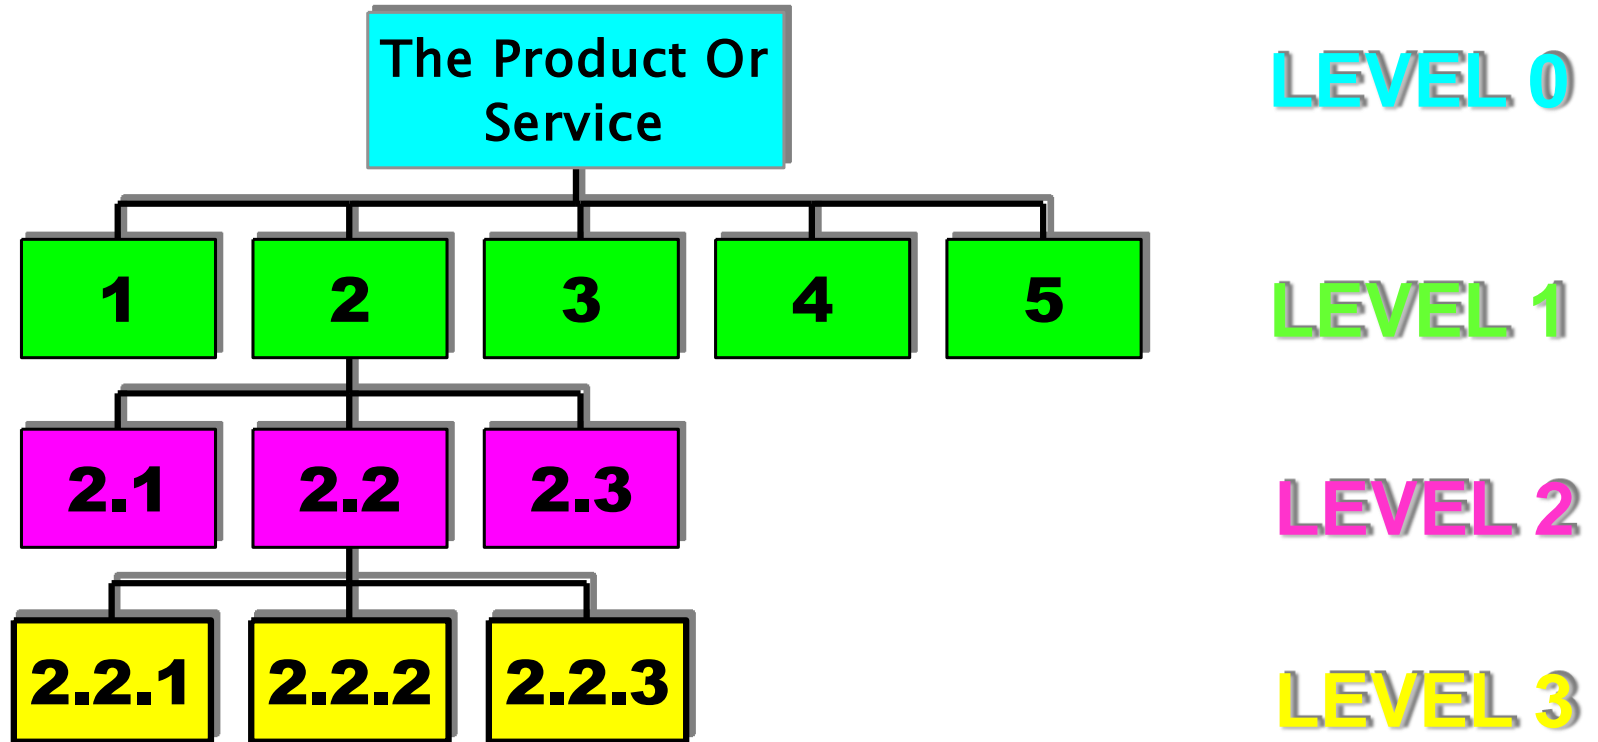 The Product Or
Service
LEVEL 0
1 2 3 4 5
LEVEL 1
2.1 2.2 2.3
LEVEL 2
2.2.1 2.2.2 2.2.3
LEVEL 3